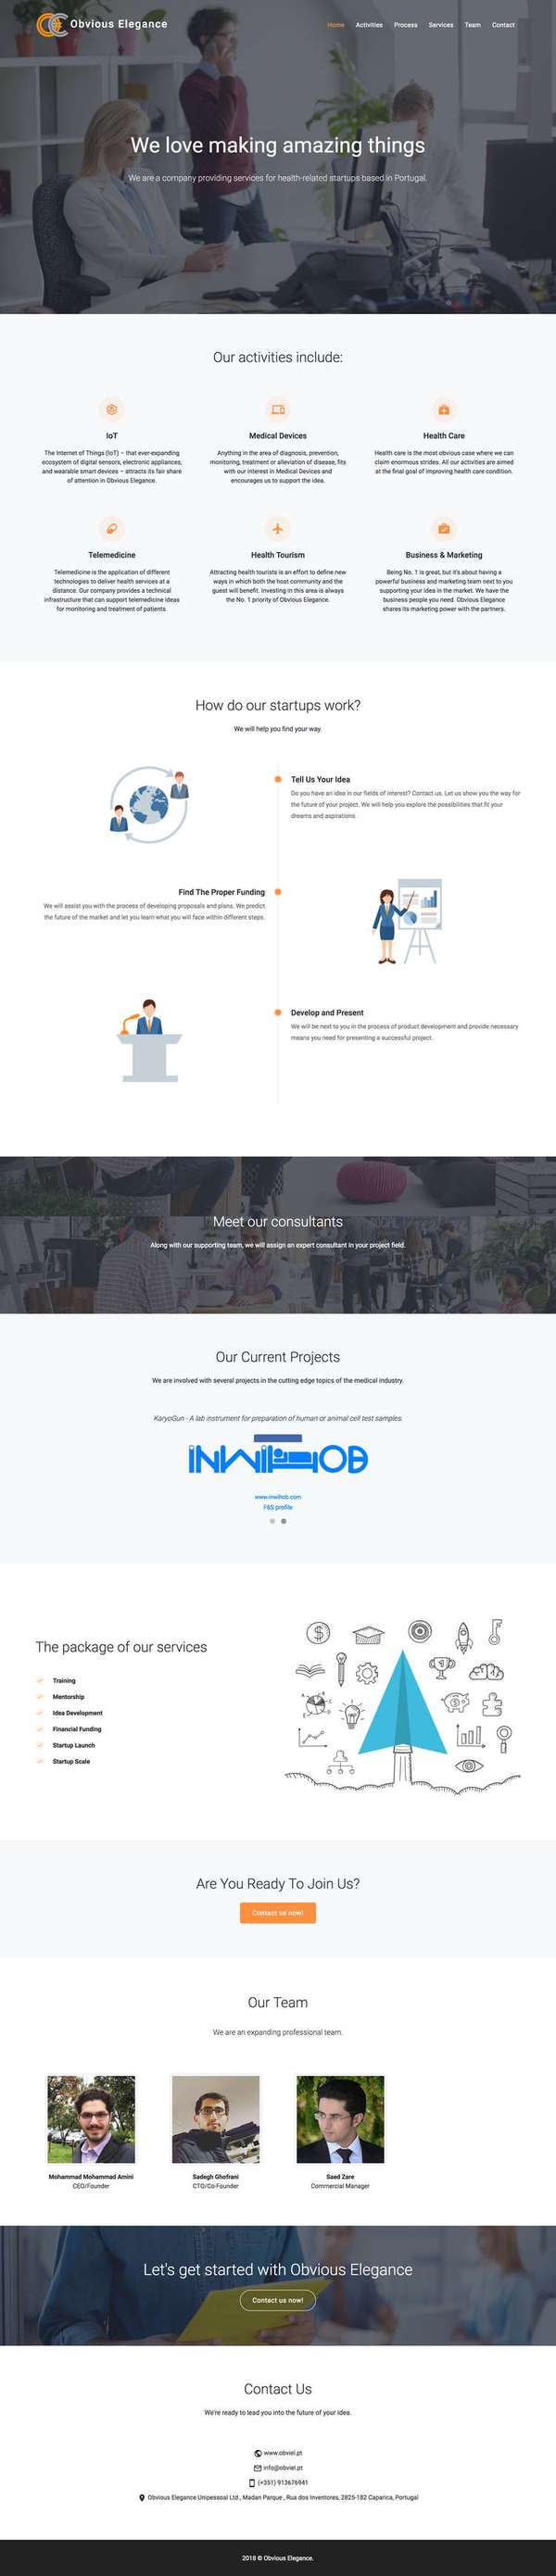 Obvious Elegance
Home Activities Process Services Team Contact
We love making amazing things
We are a company providing services for health-related startups based in Portugal.
Our activities include:
IoT
The Internet of Things (IoT) – that ever-expanding
ecosystem of digital sensors, electronic appliances,
and wearable smart devices – attracts its fair share
of attention in Obvious Elegance.
Medical Devices
Anything in the area of diagnosis, prevention,
monitoring, treatment or alleviation of disease, fits
with our interest in Medical Devices and
encourages us to support the idea.
Health Care
Health care is the most obvious case where we can
claim enormous strides. All our activities are aimed
at the final goal of improving health care condition.
Telemedicine
Telemedicine is the application of different
technologies to deliver health services at a
distance. Our company provides a technical
infrastructure that can support telemedicine ideas
for monitoring and treatment of patients.
Health Tourism
Attracting health tourists is an effort to define new
ways in which both the host community and the
guest will benefit. Investing in this area is always
the No. 1 priority of Obvious Elegance.
Business & Marketing
Being No. 1 is great, but it's about having a
powerful business and marketing team next to you
supporting your idea in the market. We have the
business people you need. Obvious Elegance
shares its marketing power with the partners.
How do our startups work?
We will help you find your way.
Tell Us Your Idea
Do you have an idea in our fields of interest? Contact us. Let us show you the way for
the future of your project. We will help you explore the possibilities that fit your
dreams and aspirations.
Find The Proper Funding
We will assist you with the process of developing proposals and plans. We predict
the future of the market and let you learn what you will face within different steps.
Develop and Present
We will be next to you in the process of product development and provide necessary
means you need for presenting a successful project.
Meet our consultants
Along with our supporting team, we will assign an expert consultant in your project field.
Our Current Projects
We are involved with several projects in the cutting edge topics of the medical industry.
KaryoGun - A lab instrument for preparation of human or animal cell test samples.
INWIHOB
www.inwihob.com
F6S profile
The package of our services
Training
Mentorship
Idea Development
Financial Funding
Startup Launch
Startup Scale
Are You Ready To Join Us?
Contact us now!
Our Team
We are an expanding professional team.
Mohammad Mohammad Amini
CEO/Founder
Sadegh Ghofrani
CTO/Co-Founder
Saed Zare
Commercial Manager
Let's get started with Obvious Elegance
Contact us now!
Contact Us
We're ready to lead you into the future of your idea.
www.obviel.pt
info@obviel.pt
(+351) 913676941
Obvious Elegance Unipessoal Ltd., Madan Parque , Rua dos Inventores, 2825-182 Caparica, Portugal
2018 © Obvious Elegance.